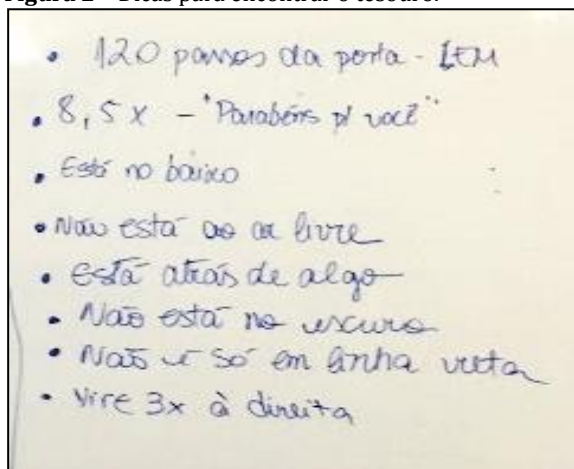 Figura 2 – Dicas para encontrar o tesouro.
• 120 passos da porta - LEM
• 8,5 x - "Parabéns p/ você"
• Está no baixo
• Não está ao ar livre
• Está atrás de algo
• Não está no escuro
• Não é só em linha reta
• Vire 3x à direita